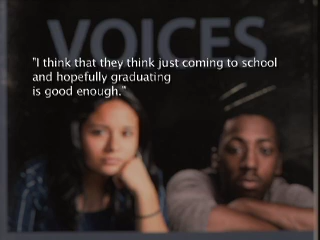 VOICES
"I think that they think just coming to school
and hopefully graduating
is good enough."